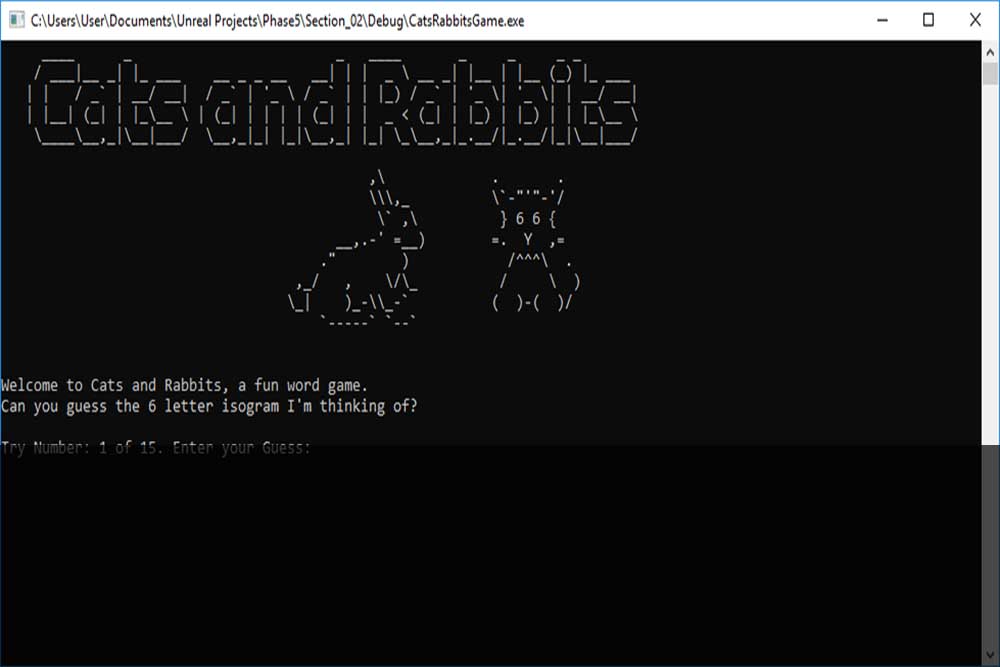 C:\Users\User\Documents\Unreal Projects\Phase5\Section_02\Debug\CatsRabbitsGame.exe
Cats and Rabbits
Welcome to Cats and Rabbits, a fun word game.
Can you guess the 6 letter isogram I'm thinking of?
Try Number: 1 of 15. Enter your Guess: